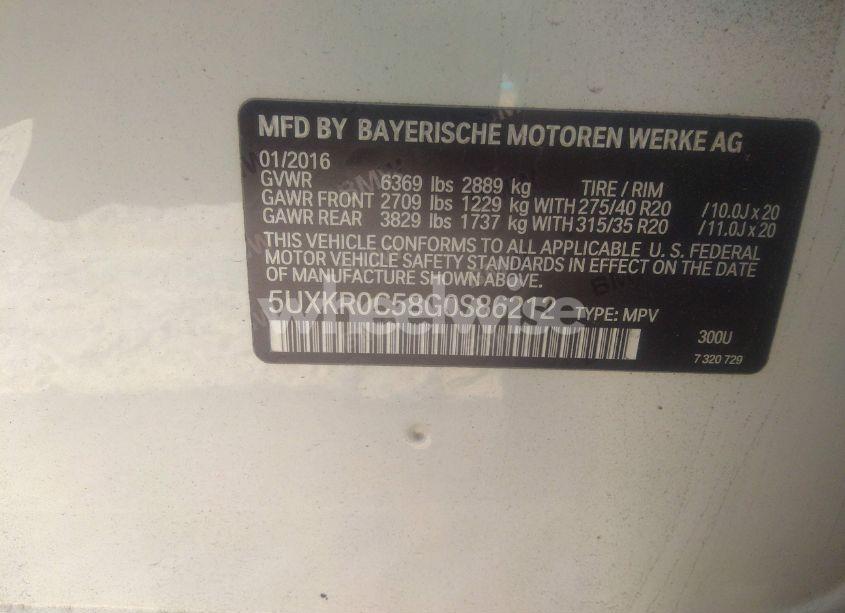 MFD BY BAYERISCHE MOTOREN WERKE AG
01/2016
GVWR 6369 lbs 2889 kg TIRE / RIM
GAWR FRONT 2709 lbs 1229 kg WITH 275/40 R20 /10.0J x 20
GAWR REAR 3829 lbs 1737 kg WITH 315/35 R20 /11.0J x 20
THIS VEHICLE CONFORMS TO ALL APPLICABLE U. S. FEDERAL
MOTOR VEHICLE SAFETY STANDARDS IN EFFECT ON THE DATE
OF MANUFACTURE SHOWN ABOVE.
5UXKR0C58G0S86212 TYPE: MPV
wheelwise
300U
7 320 729